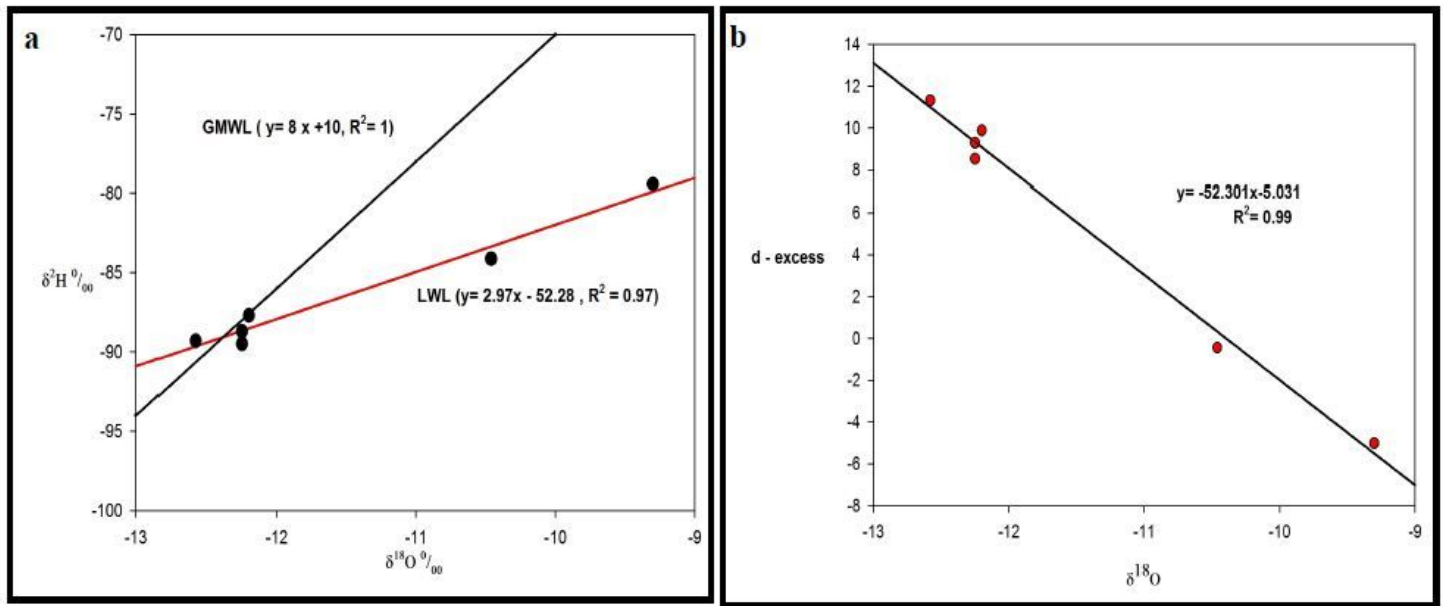 a
-70
-75
GMWL ( y= 8 x +10, R²= 1)
-80
δ²H ⁰/₀₀
-85
LWL (y= 2.97x - 52.28 , R² = 0.97)
-90
-95
-100
-13
-12
-11
-10
-9
δ¹⁸O ⁰/₀₀
b
14
12
10
8
6
4
2
0
-2
-4
-6
-8
d - excess
y= -52.301x-5.031
R²= 0.99
-13
-12
-11
-10
-9
δ¹⁸O